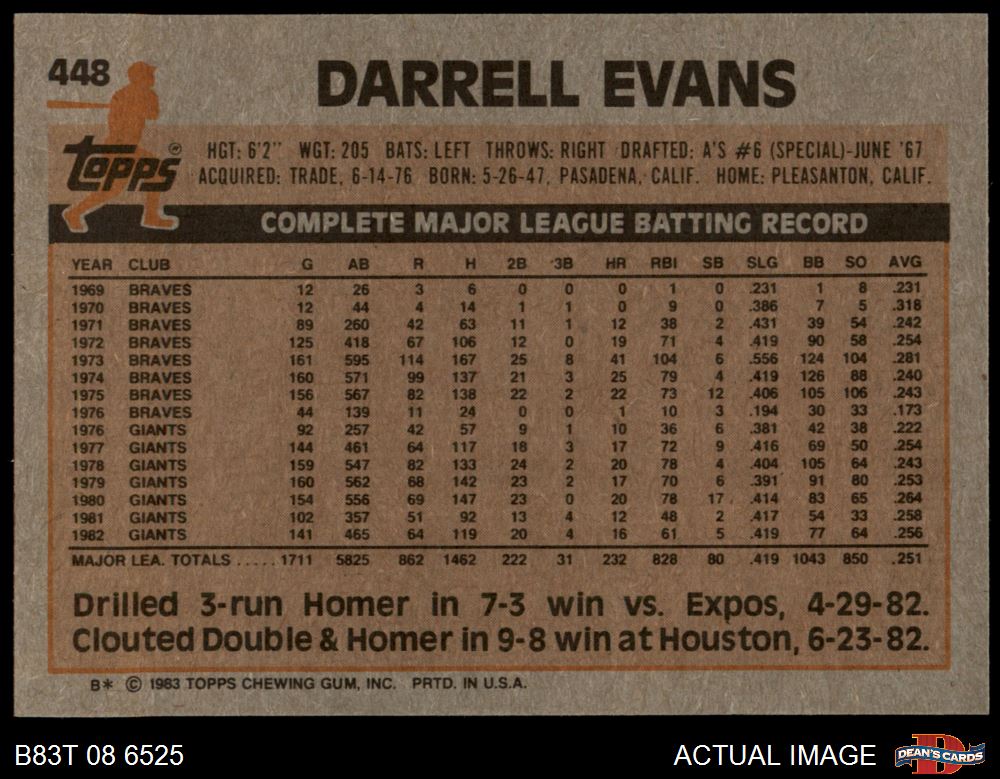 448
DARRELL EVANS
topps®
HGT: 6'2" WGT: 205 BATS: LEFT THROWS: RIGHT DRAFTED: A'S #6 (SPECIAL)-JUNE '67
ACQUIRED: TRADE, 6-14-76 BORN: 5-26-47, PASADENA, CALIF. HOME: PLEASANTON, CALIF.
COMPLETE MAJOR LEAGUE BATTING RECORD
YEAR CLUB G AB R H 2B 3B HR RBI SB SLG BB SO AVG
1969 BRAVES 12 26 3 6 0 0 0 1 0 .231 1 8 .231
1970 BRAVES 12 44 4 14 1 1 0 9 0 .386 7 5 .318
1971 BRAVES 89 260 42 63 11 1 12 38 2 .431 39 54 .242
1972 BRAVES 125 418 67 106 12 0 19 71 4 .419 90 58 .254
1973 BRAVES 161 595 114 167 25 8 41 104 6 .556 124 104 .281
1974 BRAVES 160 571 99 137 21 3 25 79 4 .419 126 88 .240
1975 BRAVES 156 567 82 138 22 2 22 73 12 .406 105 106 .243
1976 BRAVES 44 139 11 24 0 0 1 10 3 .194 30 33 .173
1976 GIANTS 92 257 42 57 9 1 10 36 6 .381 42 38 .222
1977 GIANTS 144 461 64 117 18 3 17 72 9 .416 69 50 .254
1978 GIANTS 159 547 82 133 24 2 20 78 4 .404 105 64 .243
1979 GIANTS 160 562 68 142 23 2 17 70 6 .391 91 80 .253
1980 GIANTS 154 556 69 147 23 0 20 78 17 .414 83 65 .264
1981 GIANTS 102 357 51 92 13 4 12 48 2 .417 54 33 .258
1982 GIANTS 141 465 64 119 20 4 16 61 5 .419 77 64 .256
MAJOR LEA. TOTALS ..... 1711 5825 862 1462 222 31 232 828 80 .419 1043 850 .251
Drilled 3-run Homer in 7-3 win vs. Expos, 4-29-82.
Clouted Double & Homer in 9-8 win at Houston, 6-23-82.
B* © 1983 TOPPS CHEWING GUM, INC. PRTD. IN U.S.A.
B83T 08 6525 ACTUAL IMAGE DEAN'S CARDS